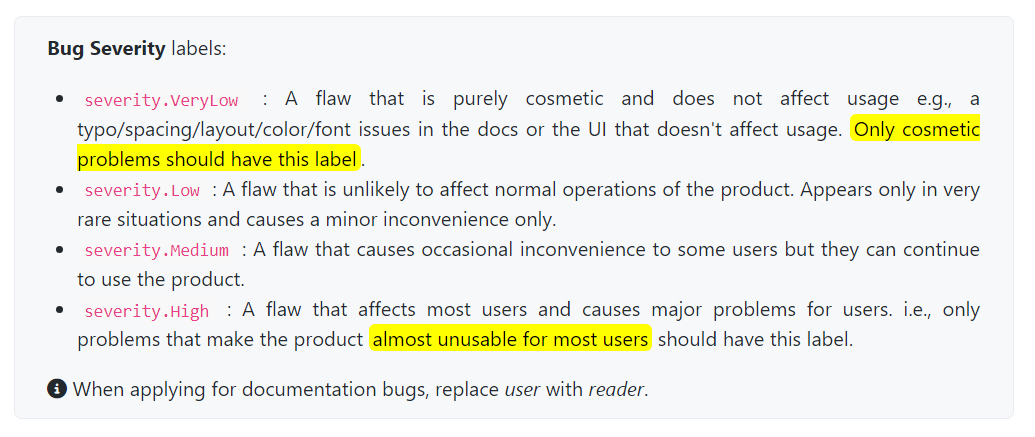 Bug Severity labels:
• severity.VeryLow : A flaw that is purely cosmetic and does not affect usage e.g., a
typo/spacing/layout/color/font issues in the docs or the UI that doesn't affect usage. Only cosmetic
problems should have this label.
• severity.Low : A flaw that is unlikely to affect normal operations of the product. Appears only in very
rare situations and causes a minor inconvenience only.
• severity.Medium : A flaw that causes occasional inconvenience to some users but they can continue
to use the product.
• severity.High : A flaw that affects most users and causes major problems for users. i.e., only
problems that make the product almost unusable for most users should have this label.
When applying for documentation bugs, replace user with reader.